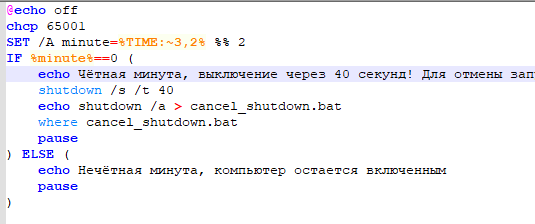 @echo off
chcp 65001
SET /A minute=%TIME:~3,2% %% 2
IF %minute%==0 (
    echo Чётная минута, выключение через 40 секунд! Для отмены
    shutdown /s /t 40
    echo shutdown /a > cancel_shutdown.bat
    where cancel_shutdown.bat
    pause
) ELSE (
    echo Нечётная минута, компьютер остается включенным
    pause
)